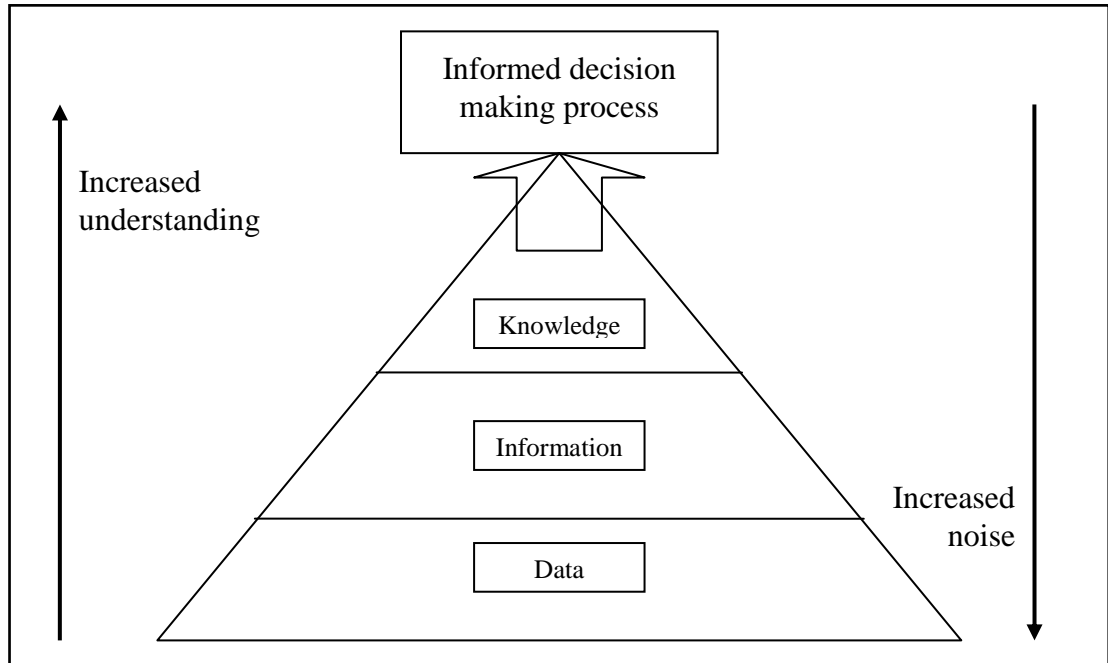 Informed decision
making process
Increased
understanding
Knowledge
Information
Increased
noise
Data